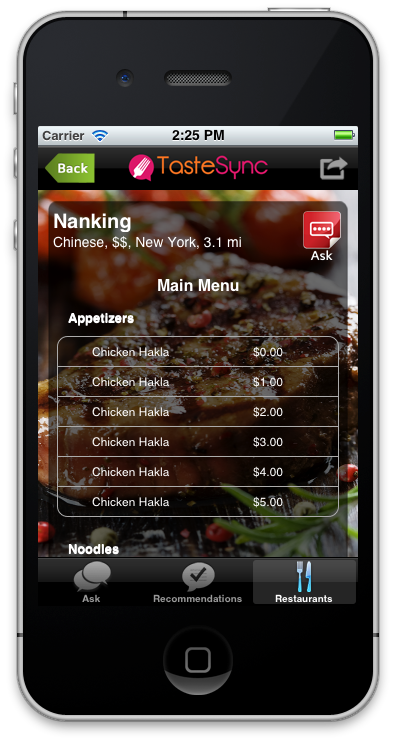 Carrier 2:25 PM
Back TasteSync
Nanking
Chinese, $$, New York, 3.1 mi
Ask
Main Menu
Appetizers
Chicken Hakla $0.00
Chicken Hakla $1.00
Chicken Hakla $2.00
Chicken Hakla $3.00
Chicken Hakla $4.00
Chicken Hakla $5.00
Noodles
Ask Recommendations Restaurants